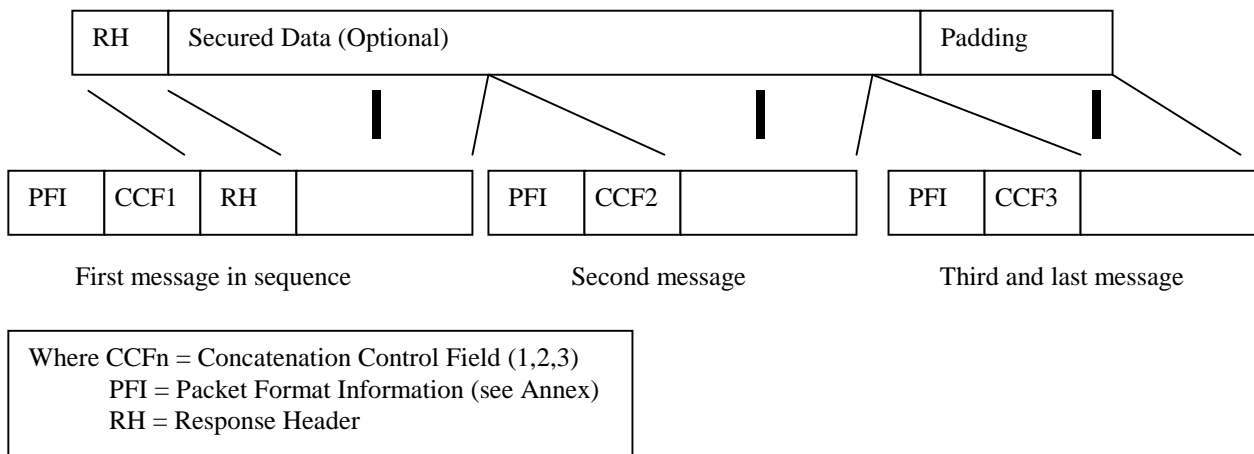 RH Secured Data (Optional) Padding
PFI CCF1 RH PFI CCF2 PFI CCF3
First message in sequence Second message Third and last message
Where CCFn = Concatenation Control Field (1,2,3)
PFI = Packet Format Information (see Annex)
RH = Response Header